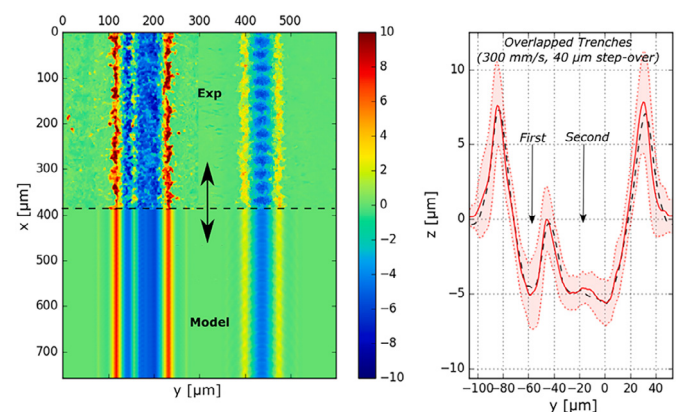 0 100 200 300 400 500
0
100
200
300
400
500
600
700
x [µm]
y [µm]
Exp
Model
10
8
6
4
2
0
−2
−4
−6
−8
−10
Overlapped Trenches
(300 mm/s, 40 µm step-over)
First Second
10
5
0
−5
−10
z [µm]
−100 −80 −60 −40 −20 0 20 40
y [µm]